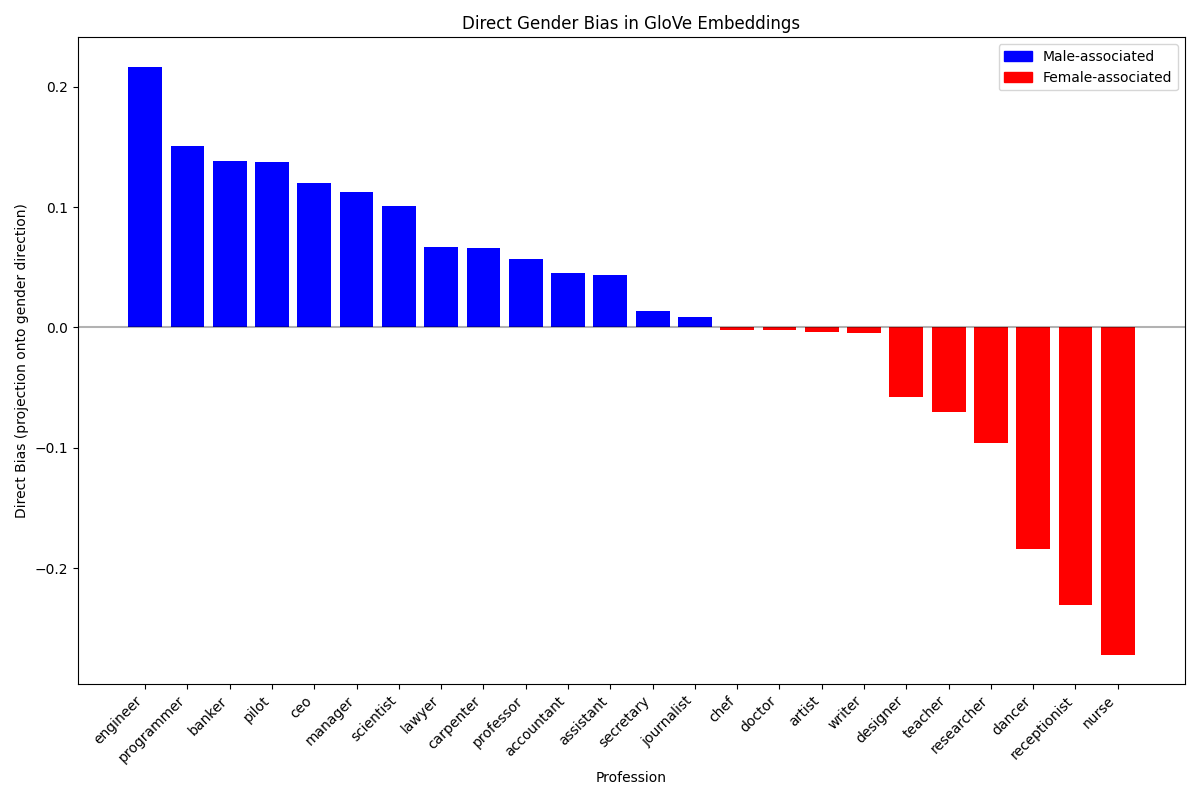 Direct Gender Bias in GloVe Embeddings
Male-associated
Female-associated
Direct Bias (projection onto gender direction)
0.2
0.1
0.0
−0.1
−0.2
engineer
programmer
banker
pilot
ceo
manager
scientist
lawyer
carpenter
professor
accountant
assistant
secretary
journalist
chef
doctor
artist
writer
designer
teacher
researcher
dancer
receptionist
nurse
Profession